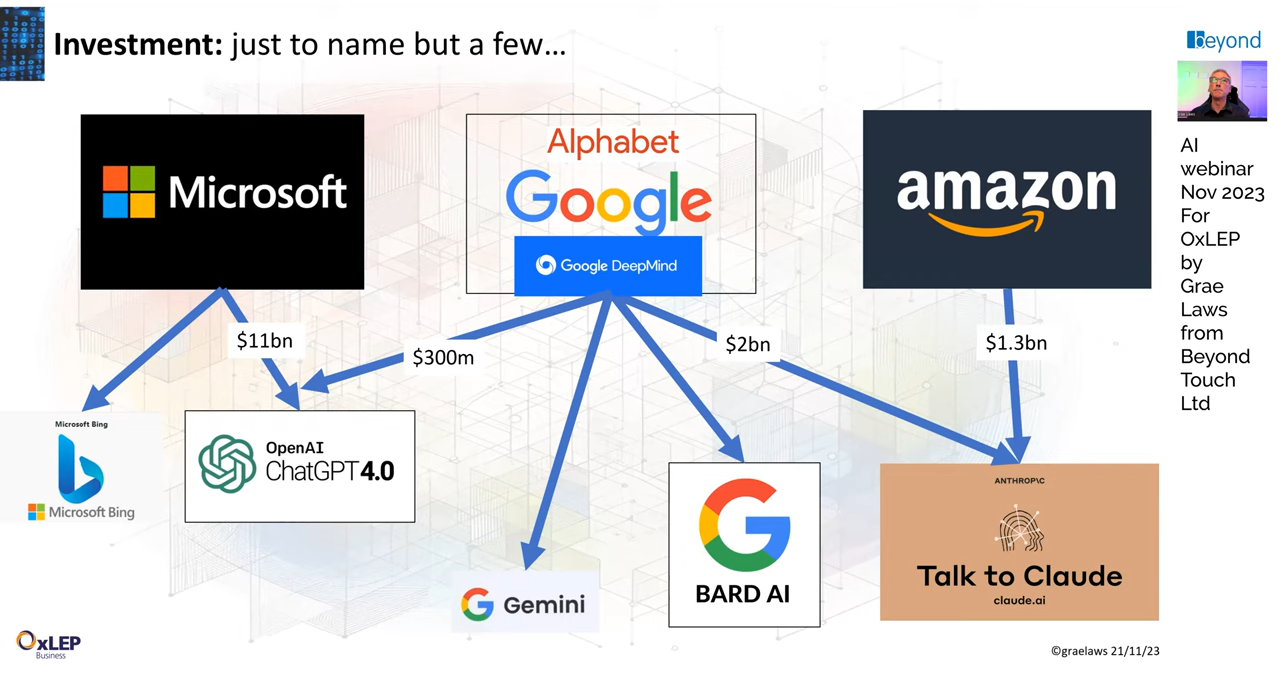 Investment: just to name but a few...
beyond
Microsoft
Alphabet
Google
Google DeepMind
amazon
AI
webinar
Nov 2023
For
OxLEP
by
Grae
Laws
from
Beyond
Touch
Ltd
$11bn
$300m
$2bn
$1.3bn
Microsoft Bing
Microsoft Bing
OpenAI
ChatGPT4.0
Gemini
BARD AI
ANTHROP\C
Talk to Claude
claude.ai
OxLEP
Business
©graelaws 21/11/23